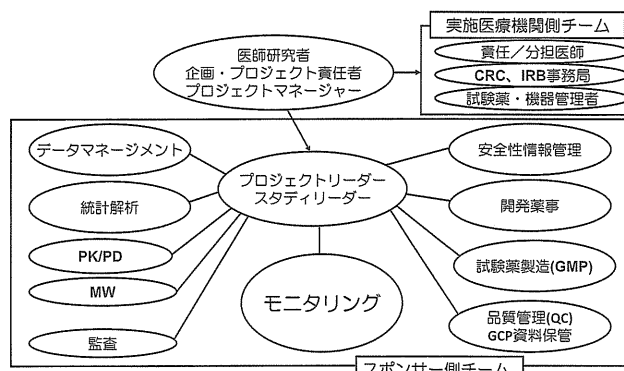 実施医療機関側チーム
責任／分担医師
CRC、IRB事務局
試験薬・機器管理者
医師研究者
企画・プロジェクト責任者
プロジェクトマネージャー
データマネージメント
統計解析
PK/PD
MW
監査
プロジェクトリーダー
スタディリーダー
モニタリング
安全性情報管理
開発薬事
試験薬製造(GMP)
品質管理(QC)
GCP資料保管
スポンサー側チーム